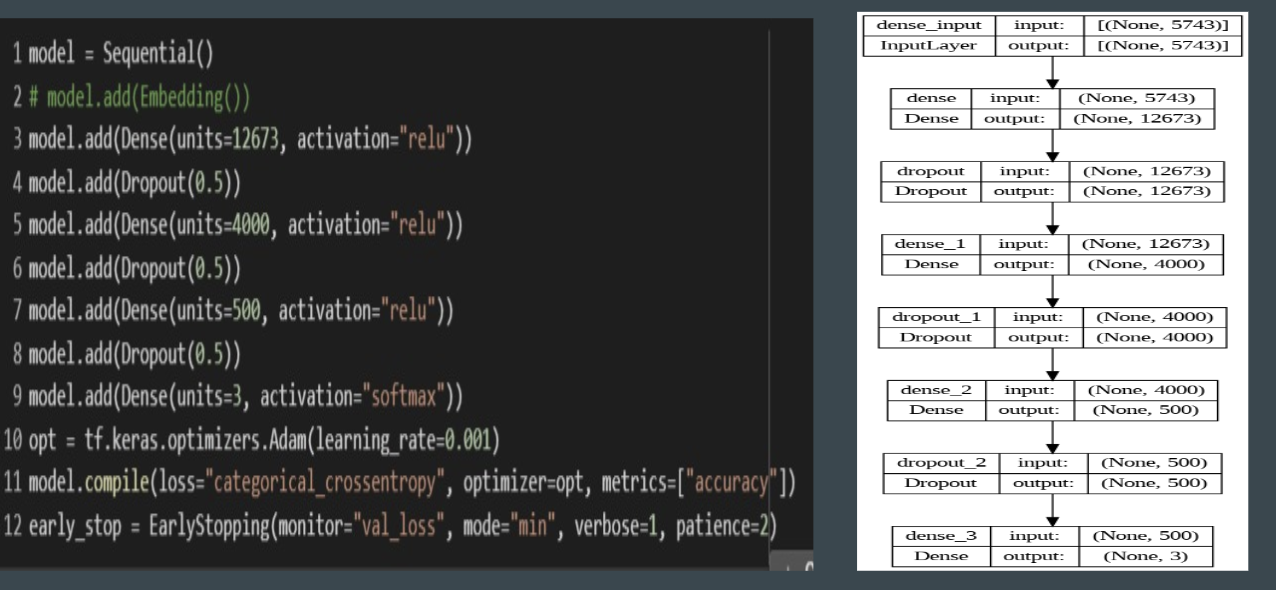 1 model = Sequential()
2 # model.add(Embedding())
3 model.add(Dense(units=12673, activation="relu"))
4 model.add(Dropout(0.5))
5 model.add(Dense(units=4000, activation="relu"))
6 model.add(Dropout(0.5))
7 model.add(Dense(units=500, activation="relu"))
8 model.add(Dropout(0.5))
9 model.add(Dense(units=3, activation="softmax"))
10 opt = tf.keras.optimizers.Adam(learning_rate=0.001)
11 model.compile(loss="categorical_crossentropy", optimizer=opt, metrics=["accuracy"])
12 early_stop = EarlyStopping(monitor="val_loss", mode="min", verbose=1, patience=2)
dense_input input: [(None, 5743)]
InputLayer output: [(None, 5743)]
dense input: (None, 5743)
Dense output: (None, 12673)
dropout input: (None, 12673)
Dropout output: (None, 12673)
dense_1 input: (None, 12673)
Dense output: (None, 4000)
dropout_1 input: (None, 4000)
Dropout output: (None, 4000)
dense_2 input: (None, 4000)
Dense output: (None, 500)
dropout_2 input: (None, 500)
Dropout output: (None, 500)
dense_3 input: (None, 500)
Dense output: (None, 3)